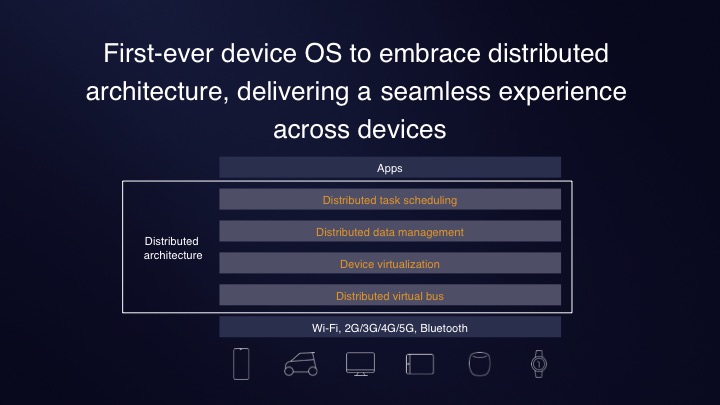 First-ever device OS to embrace distributed
architecture, delivering a seamless experience
across devices
Apps
Distributed task scheduling
Distributed data management
Distributed
architecture
Device virtualization
Distributed virtual bus
Wi-Fi, 2G/3G/4G/5G, Bluetooth